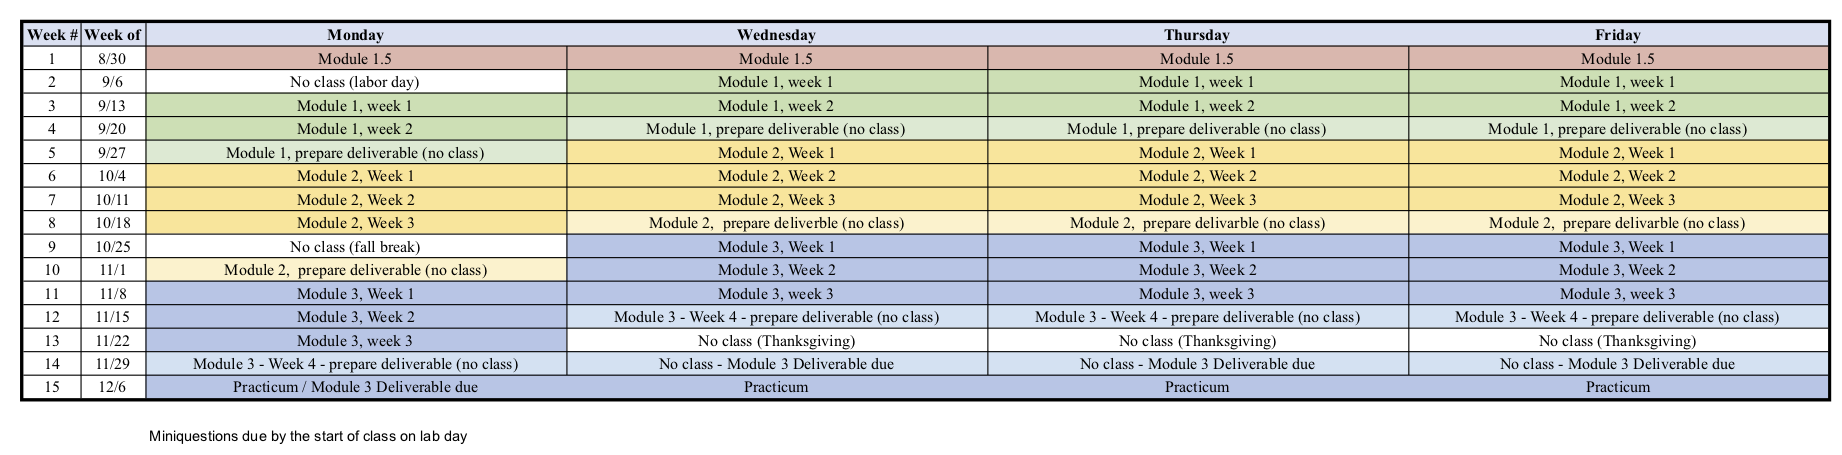 Week # Week of Monday Wednesday Thursday Friday
1 8/30 Module 1.5 Module 1.5 Module 1.5 Module 1.5
2 9/6 No class (labor day) Module 1, week 1 Module 1, week 1 Module 1, week 1
3 9/13 Module 1, week 1 Module 1, week 2 Module 1, week 2 Module 1, week 2
4 9/20 Module 1, week 2 Module 1, prepare deliverable (no class) Module 1, prepare deliverable (no class) Module 1, prepare deliverable (no class)
5 9/27 Module 1, prepare deliverable (no class) Module 2, Week 1 Module 2, Week 1 Module 2, Week 1
6 10/4 Module 2, Week 1 Module 2, Week 2 Module 2, Week 2 Module 2, Week 2
7 10/11 Module 2, Week 2 Module 2, Week 3 Module 2, Week 3 Module 2, Week 3
8 10/18 Module 2, Week 3 Module 2, prepare deliverble (no class) Module 2, prepare delivarble (no class) Module 2, prepare deliverble (no class)
9 10/25 No class (fall break) Module 3, Week 1 Module 3, Week 1 Module 3, Week 1
10 11/1 Module 2, prepare deliverable (no class) Module 3, Week 2 Module 3, Week 2 Module 3, Week 2
11 11/8 Module 3, Week 1 Module 3, week 3 Module 3, week 3 Module 3, week 3
12 11/15 Module 3, Week 2 Module 3 - Week 4 - prepare deliverable (no class) Module 3 - Week 4 - prepare deliverable (no class) Module 3 - Week 4 - prepare deliverable (no class)
13 11/22 Module 3, week 3 No class (Thanksgiving) No class (Thanksgiving) No class (Thanksgiving)
14 11/29 Module 3 - Week 4 - prepare deliverable (no class) No class - Module 3 Deliverable due No class - Module 3 Deliverable due No class - Module 3 Deliverable due
15 12/6 Practicum / Module 3 Deliverable due Practicum Practicum Practicum
Miniquestions due by the start of class on lab day